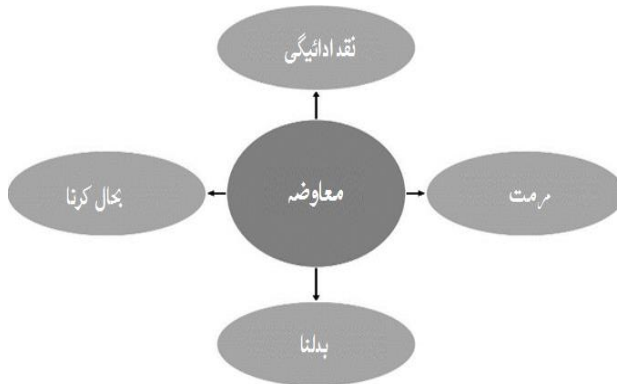 نقد ادائیگی
معاوضہ
مرمت
بحال کرنا
بدلنا